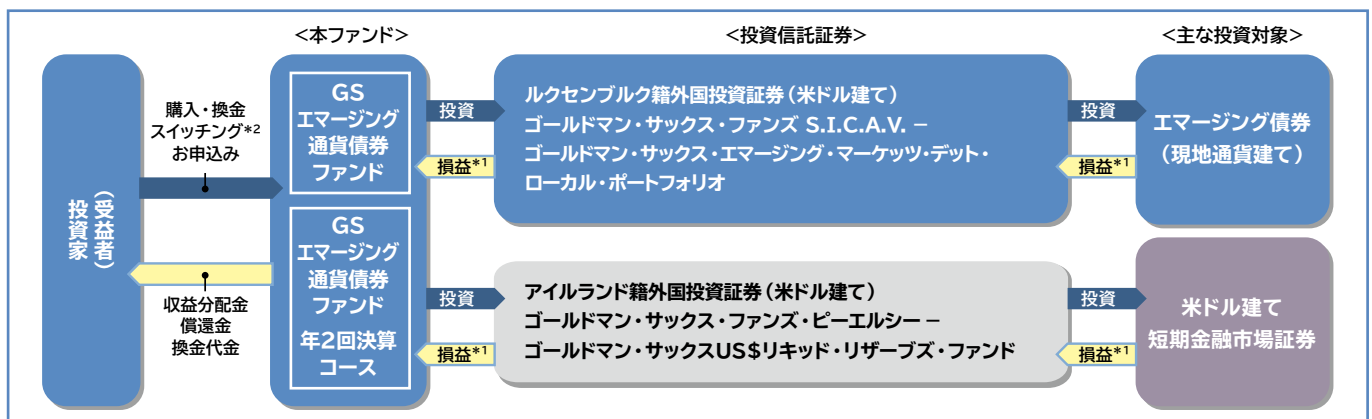 <本ファンド>
<投資信託証券>
<主な投資対象>
投資家
(受益者)
購入・換金
スイッチング*2
お申込み
収益分配金
償還金
換金代金
GS
エマージング
通貨債券
ファンド
GS
エマージング
通貨債券
ファンド
年2回決算
コース
投資
損益*1
投資
損益*1
ルクセンブルク籍外国投資証券(米ドル建て)
ゴールドマン・サックス・ファンズ S.I.C.A.V. –
ゴールドマン・サックス・エマージング・マーケッツ・デット・
ローカル・ポートフォリオ
アイルランド籍外国投資証券(米ドル建て)
ゴールドマン・サックス・ファンズ・ピーエルシー –
ゴールドマン・サックスUS$リキッド・リザーブズ・ファンド
投資
損益*1
投資
損益*1
エマージング債券
(現地通貨建て)
米ドル建て
短期金融市場証券